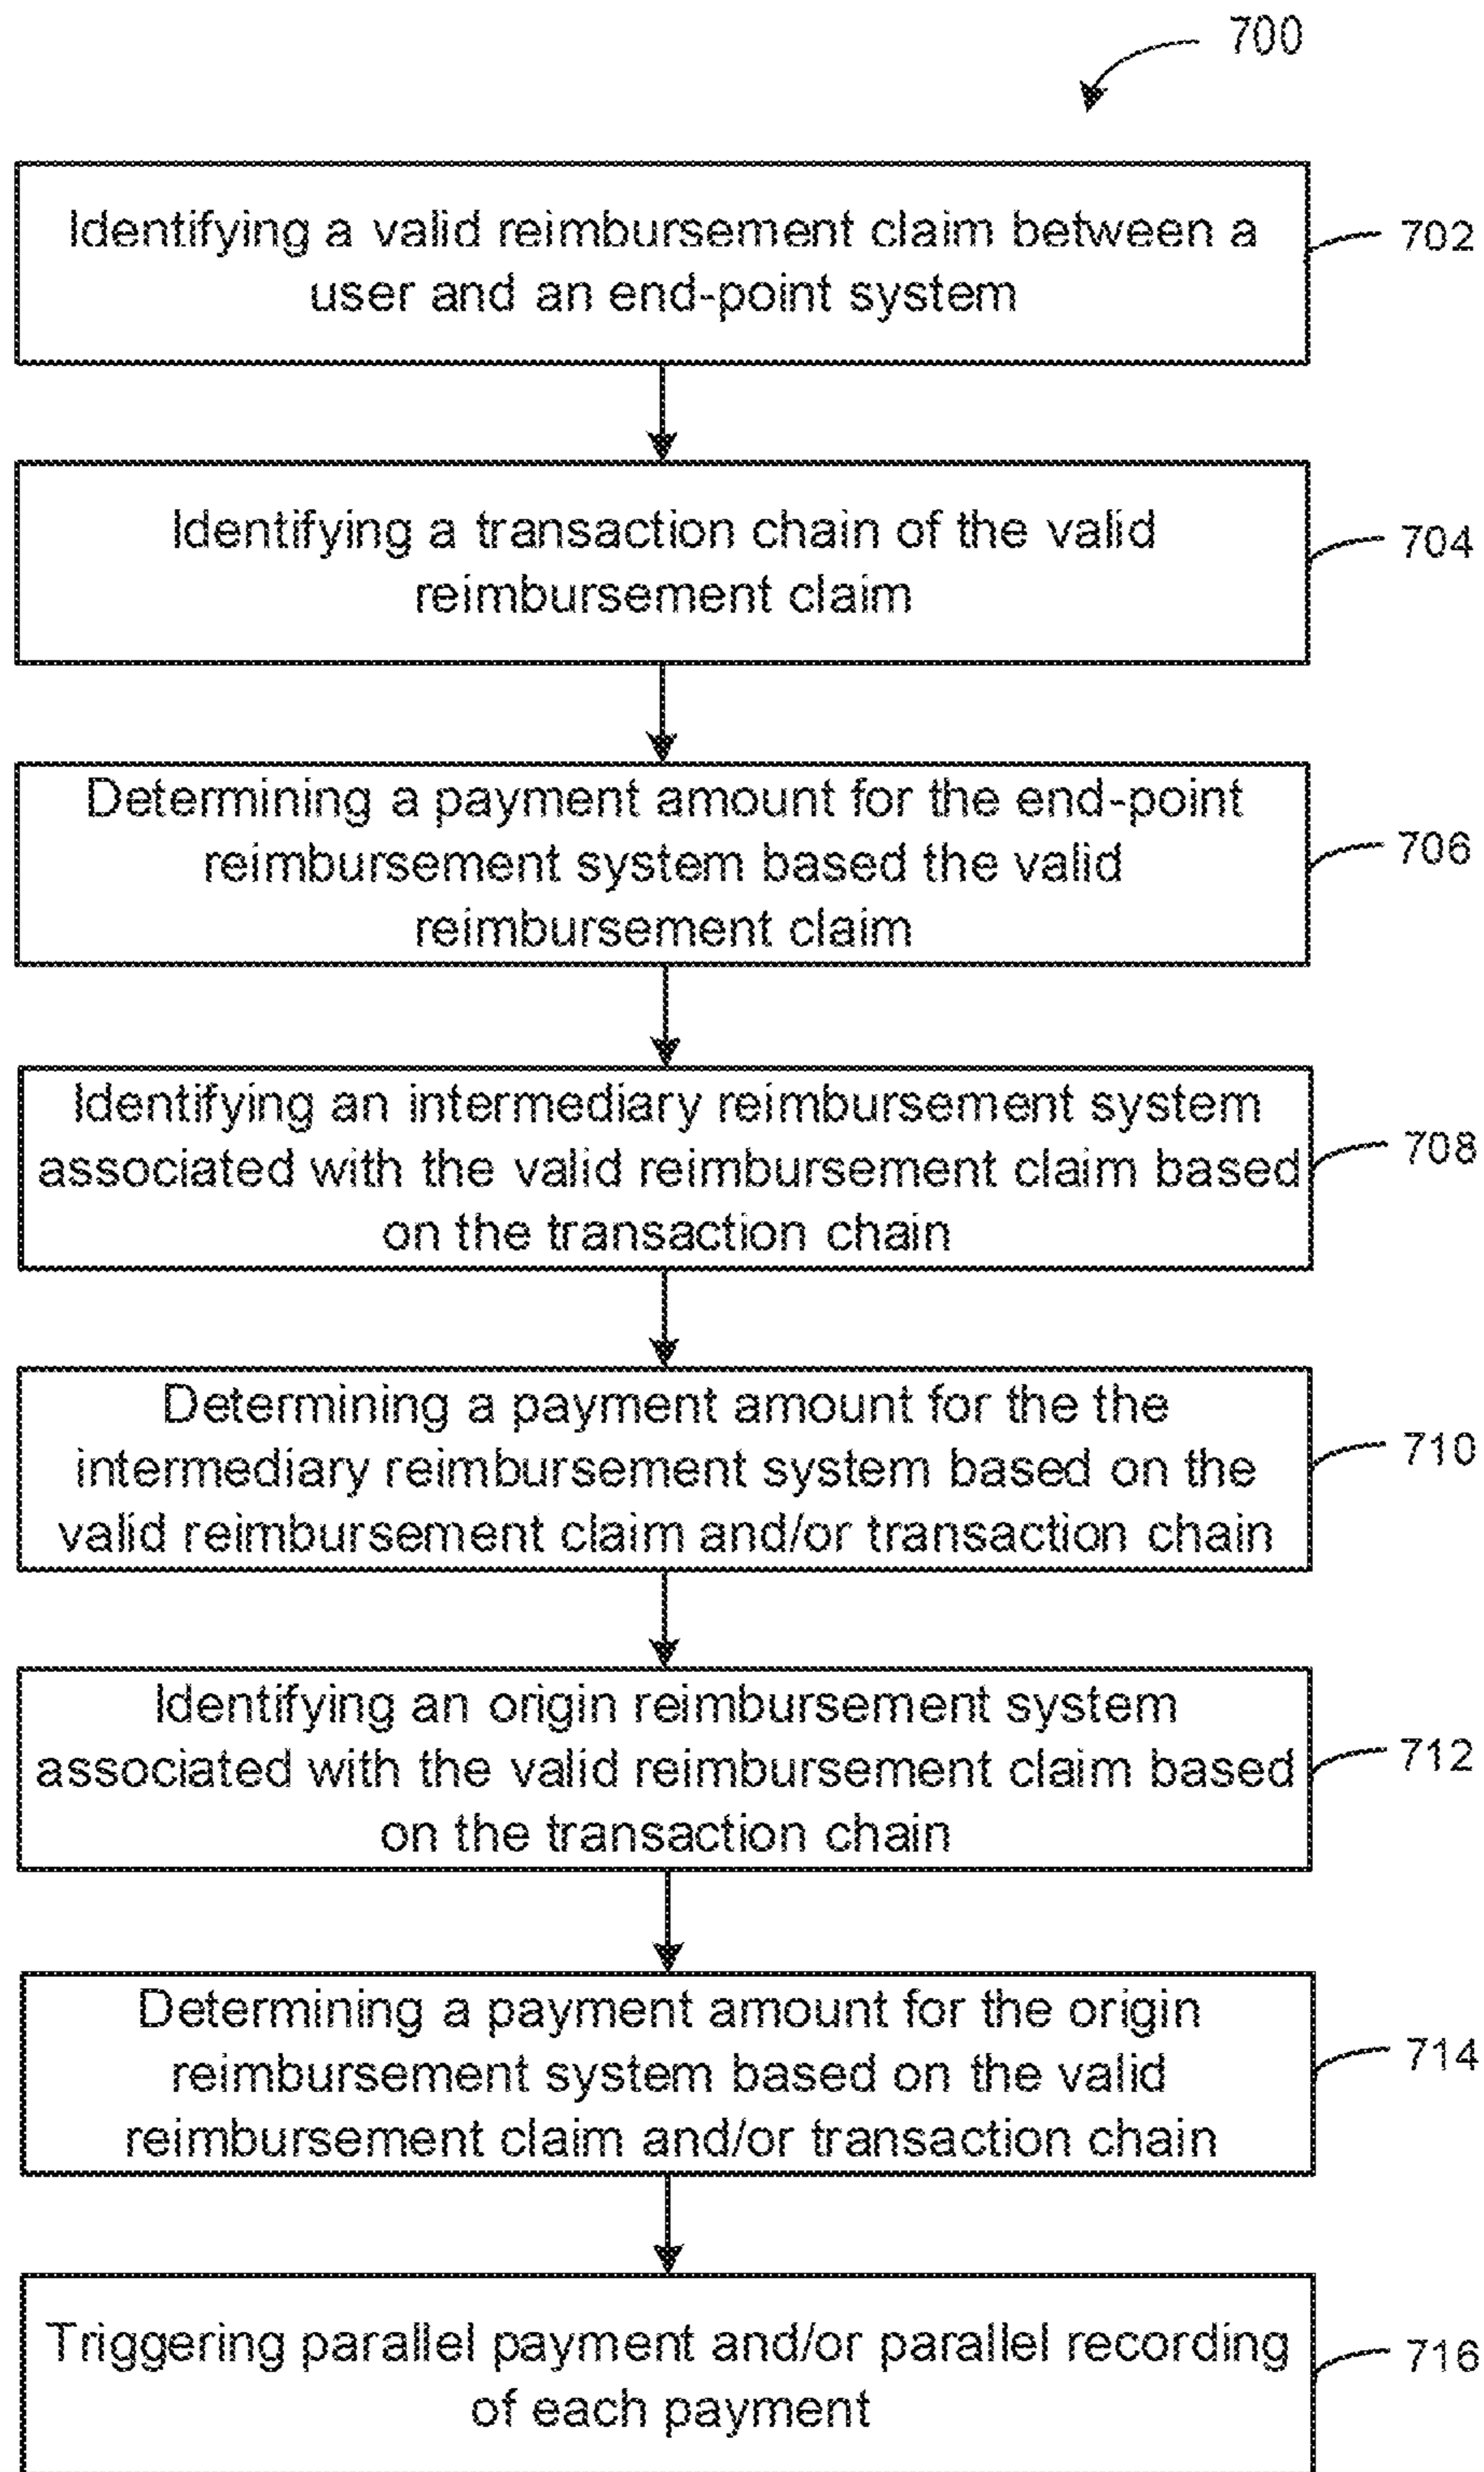 700
Identifying a valid reimbursement claim between a
user and an end-point system
702
Identifying a transaction chain of the valid
reimbursement claim
704
Determining a payment amount for the end-point
reimbursement system based the valid
reimbursement claim
706
Identifying an intermediary reimbursement system
associated with the valid reimbursement claim based
on the transaction chain
708
Determining a payment amount for the the
intermediary reimbursement system based on the
valid reimbursement claim and/or transaction chain
710
Identifying an origin reimbursement system
associated with the valid reimbursement claim based
on the transaction chain
712
Determining a payment amount for the origin
reimbursement system based on the valid
reimbursement claim and/or transaction chain
714
Triggering parallel payment and/or parallel recording
of each payment
716